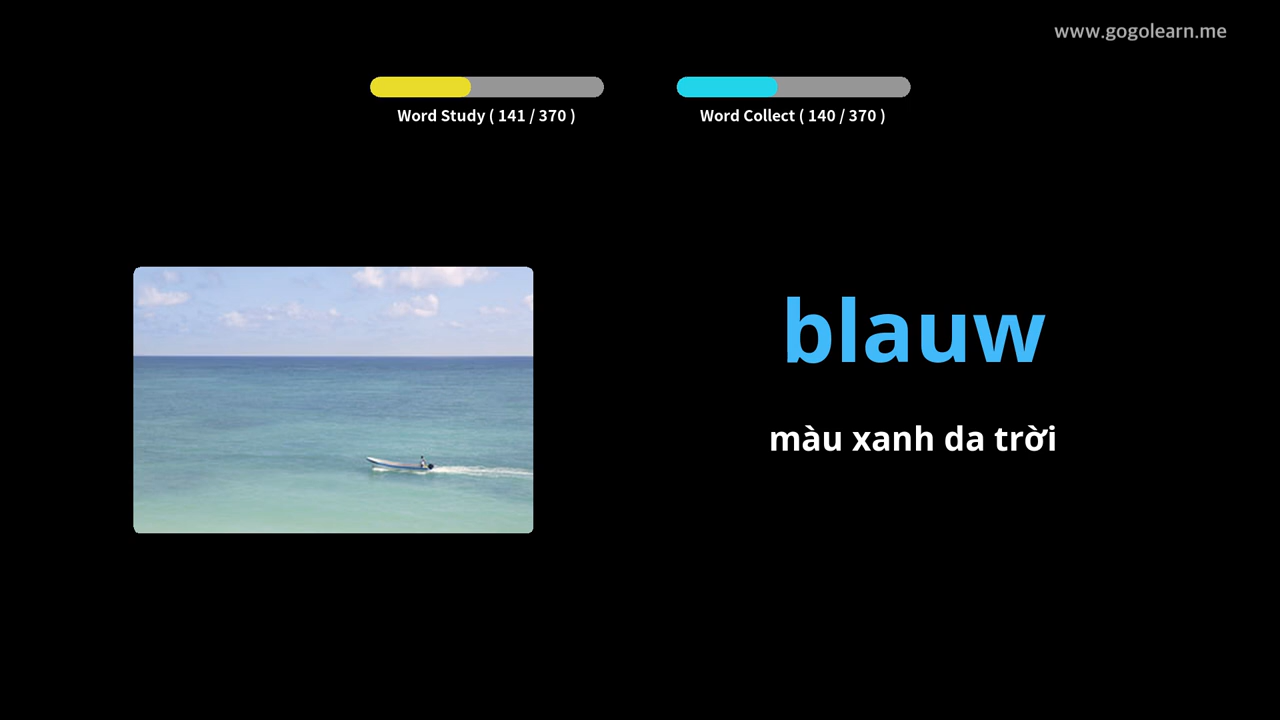 www.gogolearn.me
Word Study ( 141 / 370 )
Word Collect ( 140 / 370 )
blauw
màu xanh da trời